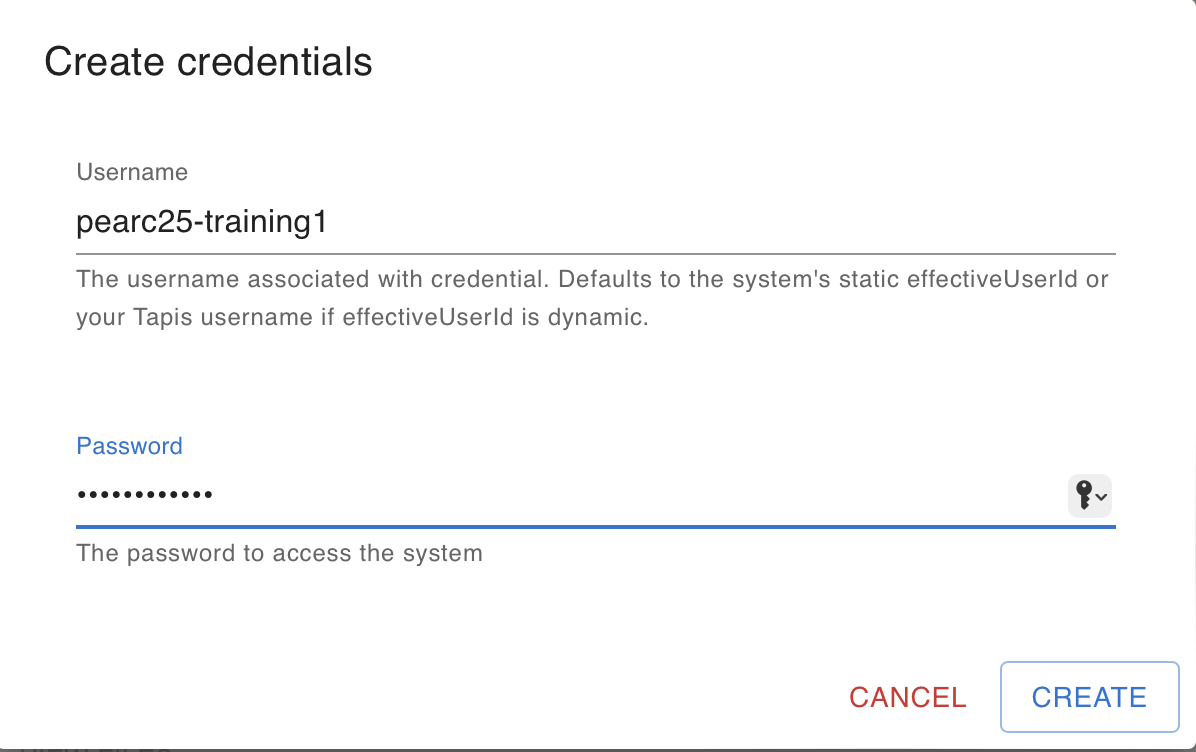 Create credentials
Username
pearc25-training1
The username associated with credential. Defaults to the system's static effectiveUserId or
your Tapis username if effectiveUserId is dynamic.
Password
••••••••••••
The password to access the system
CANCEL
CREATE